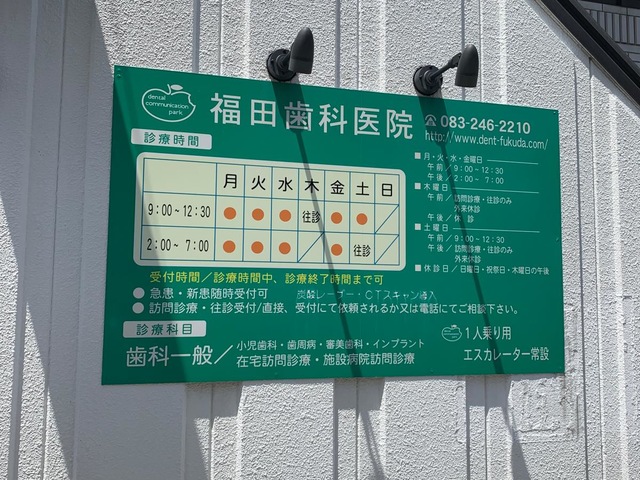 dental
communication
park
福田歯科医院
☎083-246-2210
http://www.dent-fukuda.com/
診療時間
月 火 水 木 金 土 日
9:00~12:30 ● ● ● 往診 ● ● ／
2:00~7:00 ● ● ● ／ ● 往診 ／
受付時間／診療時間中、診療終了時間まで可
●急患・新患随時受付可 炭酸レーザー・CTスキャン導入
●訪問診療・往診受付/直接、受付にて依頼されるか又は電話にてご相談下さい。
診療科目
歯科一般／小児歯科・歯周病・審美歯科・インプラント
在宅訪問診療・施設病院訪問診療
■月・火・水・金曜日
午前／9:00~12:30
午後／2:00~7:00
■木曜日
午前／訪問診療・往診のみ
外来休診
午後／休 診
■土曜日
午前／9:00~12:30
午後／訪問診療・往診のみ
外来休診
■休診日／日曜日・祝祭日・木曜日の午後
1人乗り用
エスカレーター常設